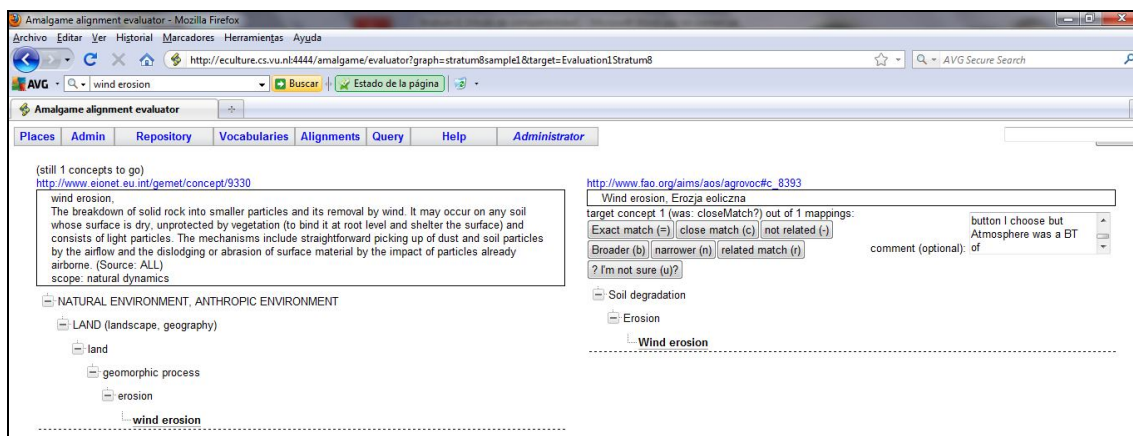 Amalgame alignment evaluator - Mozilla Firefox
Archivo Editar Ver Historial Marcadores Herramientas Ayuda
http://eculture.cs.vu.nl:4444/amalgame/evaluator?graph=stratum8sample1&target=Evaluation1Stratum8
AVG Secure Search
AVG wind erosion Buscar Estado de la página
Amalgame alignment evaluator
Places Admin Repository Vocabularies Alignments Query Help Administrator
(still 1 concepts to go)
http://www.eionet.eu.int/gemet/concept/9330
wind erosion,
The breakdown of solid rock into smaller particles and its removal by wind. It may occur on any soil
whose surface is dry, unprotected by vegetation (to bind it at root level and shelter the surface) and
consists of light particles. The mechanisms include straightforward picking up of dust and soil particles
by the airflow and the dislodging or abrasion of surface material by the impact of particles already
airborne. (Source: ALL)
scope: natural dynamics
NATURAL ENVIRONMENT, ANTHROPIC ENVIRONMENT
LAND (landscape, geography)
land
geomorphic process
erosion
wind erosion
http://www.fao.org/aims/aos/agrovoc#c_8393
Wind erosion, Erozja eoliczna
target concept 1 (was: closeMatch?) out of 1 mappings:
Exact match (=) close match (c) not related (-)
Broader (b) narrower (n) related match (r)
? I'm not sure (u)?
comment (optional):
button I choose but
Atmosphere was a BT
of
Soil degradation
Erosion
Wind erosion